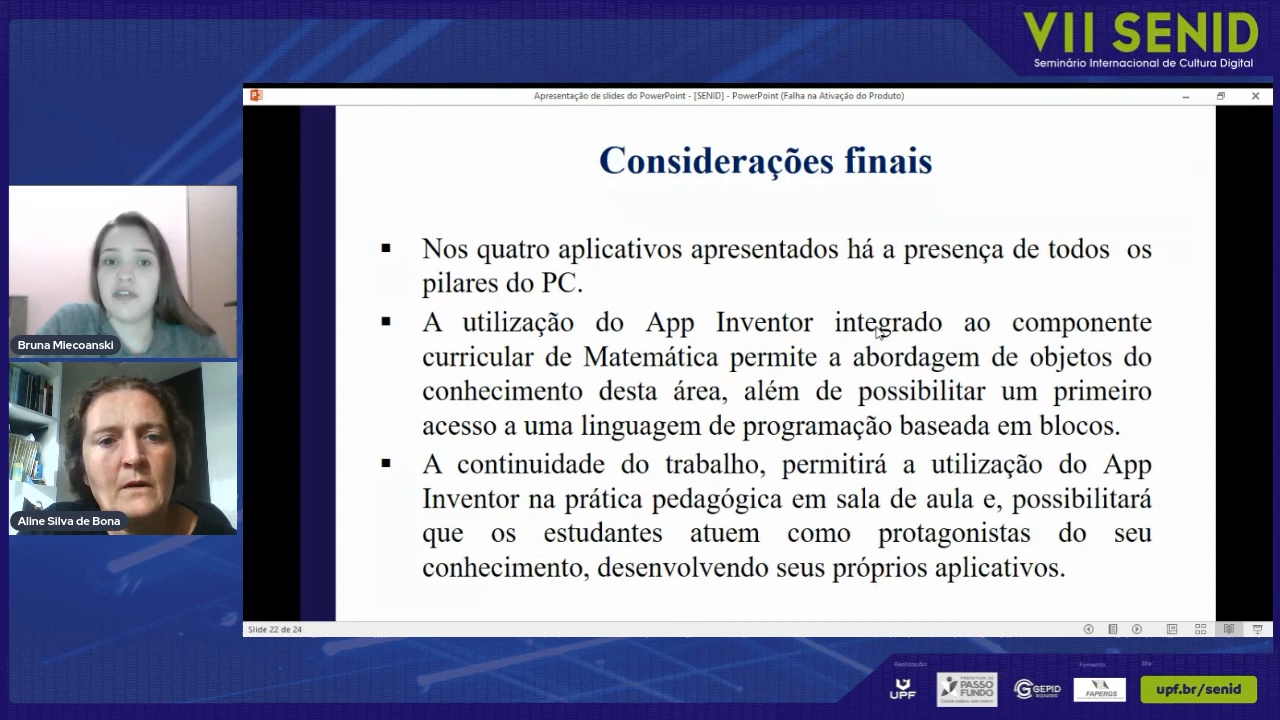 VII SENID
Seminário Internacional de Cultura Digital
Apresentação de slides do PowerPoint - [SENID] - PowerPoint (Falha na Ativação do Produto)
Considerações finais
Nos quatro aplicativos apresentados há a presença de todos os
pilares do PC.
A utilização do App Inventor integrado ao componente
curricular de Matemática permite a abordagem de objetos do
conhecimento desta área, além de possibilitar um primeiro
acesso a uma linguagem de programação baseada em blocos.
A continuidade do trabalho, permitirá a utilização do App
Inventor na prática pedagógica em sala de aula e, possibilitará
que os estudantes atuem como protagonistas do seu
conhecimento, desenvolvendo seus próprios aplicativos.
Bruna Miecoanski
Aline Silva de Bona
Slide 22 de 24
Realização:
Fomento:
Site:
UPF
PASSO
FUNDO
GEPID
FAPERGS
upf.br/senid